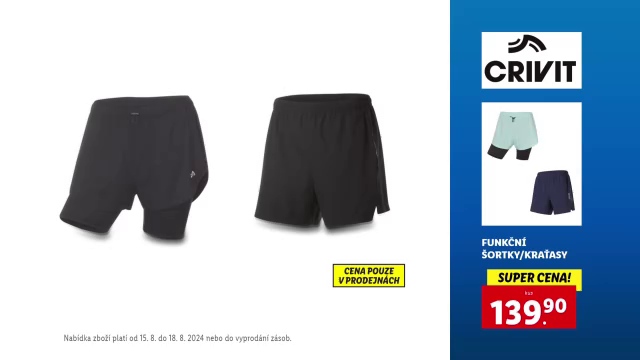 CRIVIT
FUNKČNÍ
ŠORTKY/KRAŤASY
SUPER CENA!
kus
139.90
CENA POUZE
V PRODEJNÁCH
Nabídka zboží platí od 15. 8. do 18. 8. 2024 nebo do vyprodání zásob.